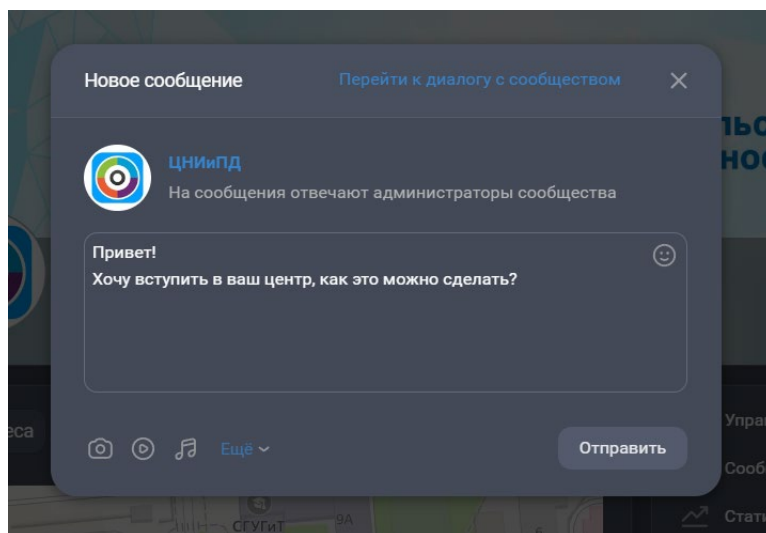 Новое сообщение
Перейти к диалогу с сообществом
ЦНИиПД
На сообщения отвечают администраторы сообщества
Привет!
Хочу вступить в ваш центр, как это можно сделать?
Ещё
Отправить
СГУГиТ
9А
6